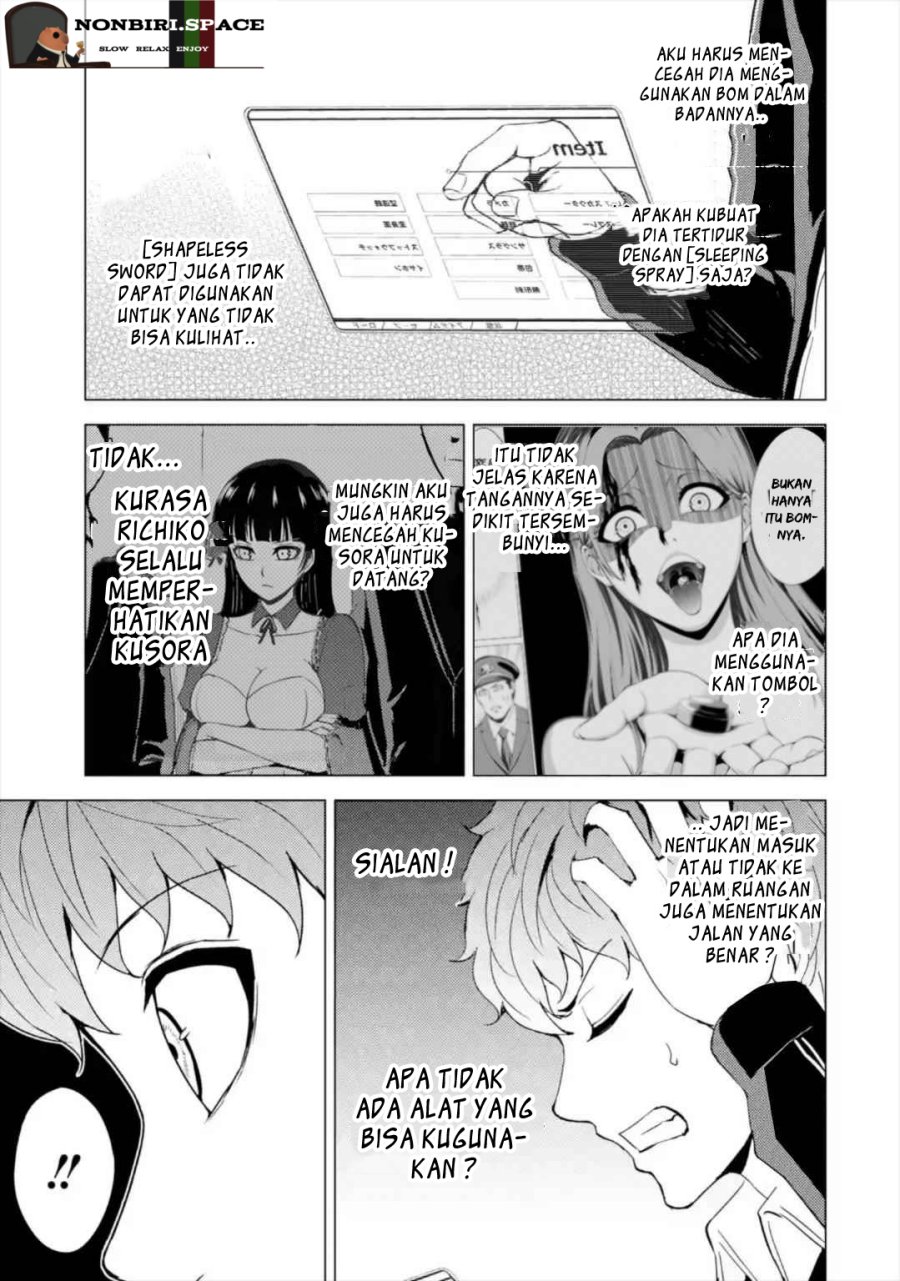 NONBIRI.SPACE
SLOW RELAX ENJOY
AKU HARUS MEN-
CEGAH DIA MENG-
GUNAKAN BOM DALAM
BADANNYA..
Item
APAKAH KUBUAT
DIA TERTIDUR
DENGAN [SLEEPING
SPRAY] SAJA?
[SHAPELESS
SWORD] JUGA TIDAK
DAPAT DIGUNAKAN
UNTUK YANG TIDAK
BISA KULIHAT..
BUKAN
HANYA
ITU BOM-
NYA.
ITU TIDAK
JELAS KARENA
TANGANNYA SE-
DIKIT TERSEM-
BUNYI...
APA DIA
MENGGUNA-
KAN TOMBOL
?
MUNGKIN AKU
JUGA HARUS
MENCEGAH KU-
SORA UNTUK
DATANG?
TIDAK...
KURASA
RICHIKO
SELALU
MEMPER-
HATIKAN
KUSORA
.. JADI ME-
NENTUKAN MASUK
ATAU TIDAK KE
DALAM RUANGAN
JUGA MENENTUKAN
JALAN YANG
BENAR ?
SIALAN !
APA TIDAK
ADA ALAT YANG
BISA KUGUNA-
KAN ?
!!